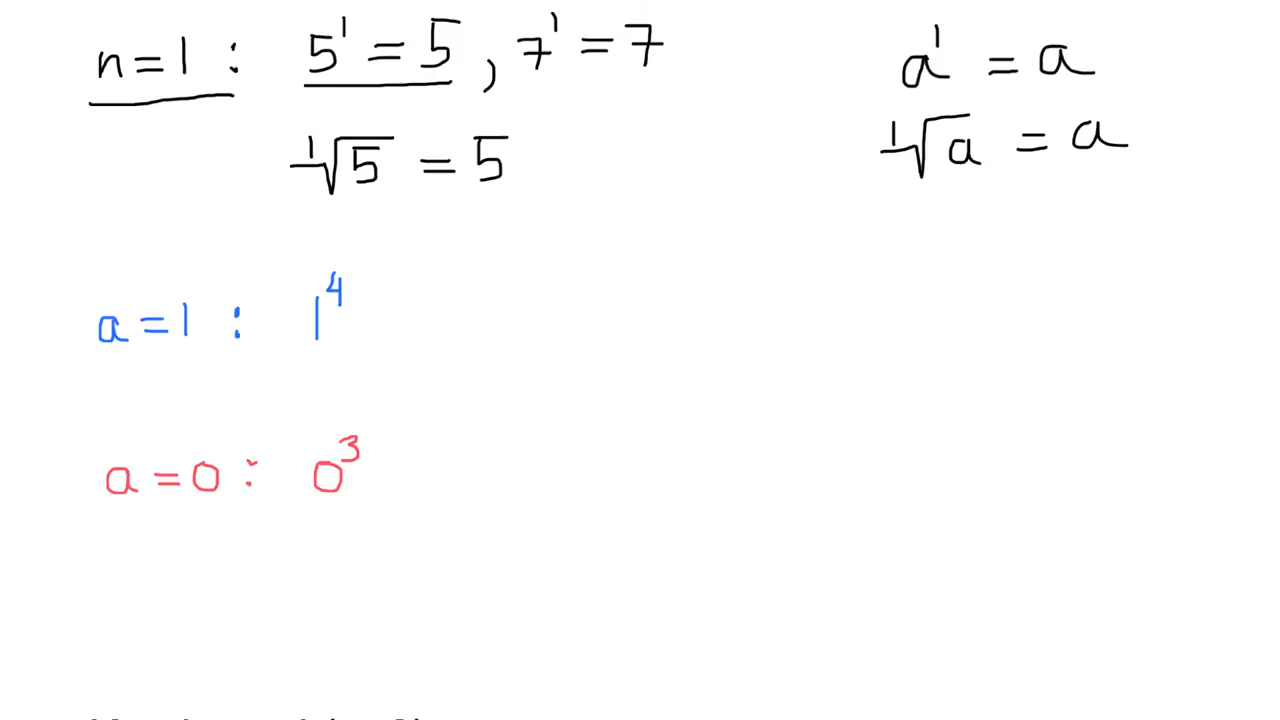 n=1 : 5¹ = 5 , 7¹ = 7 a¹ = a
¹√5 = 5 ¹√a = a
a=1 : 1⁴
a=0 : 0³